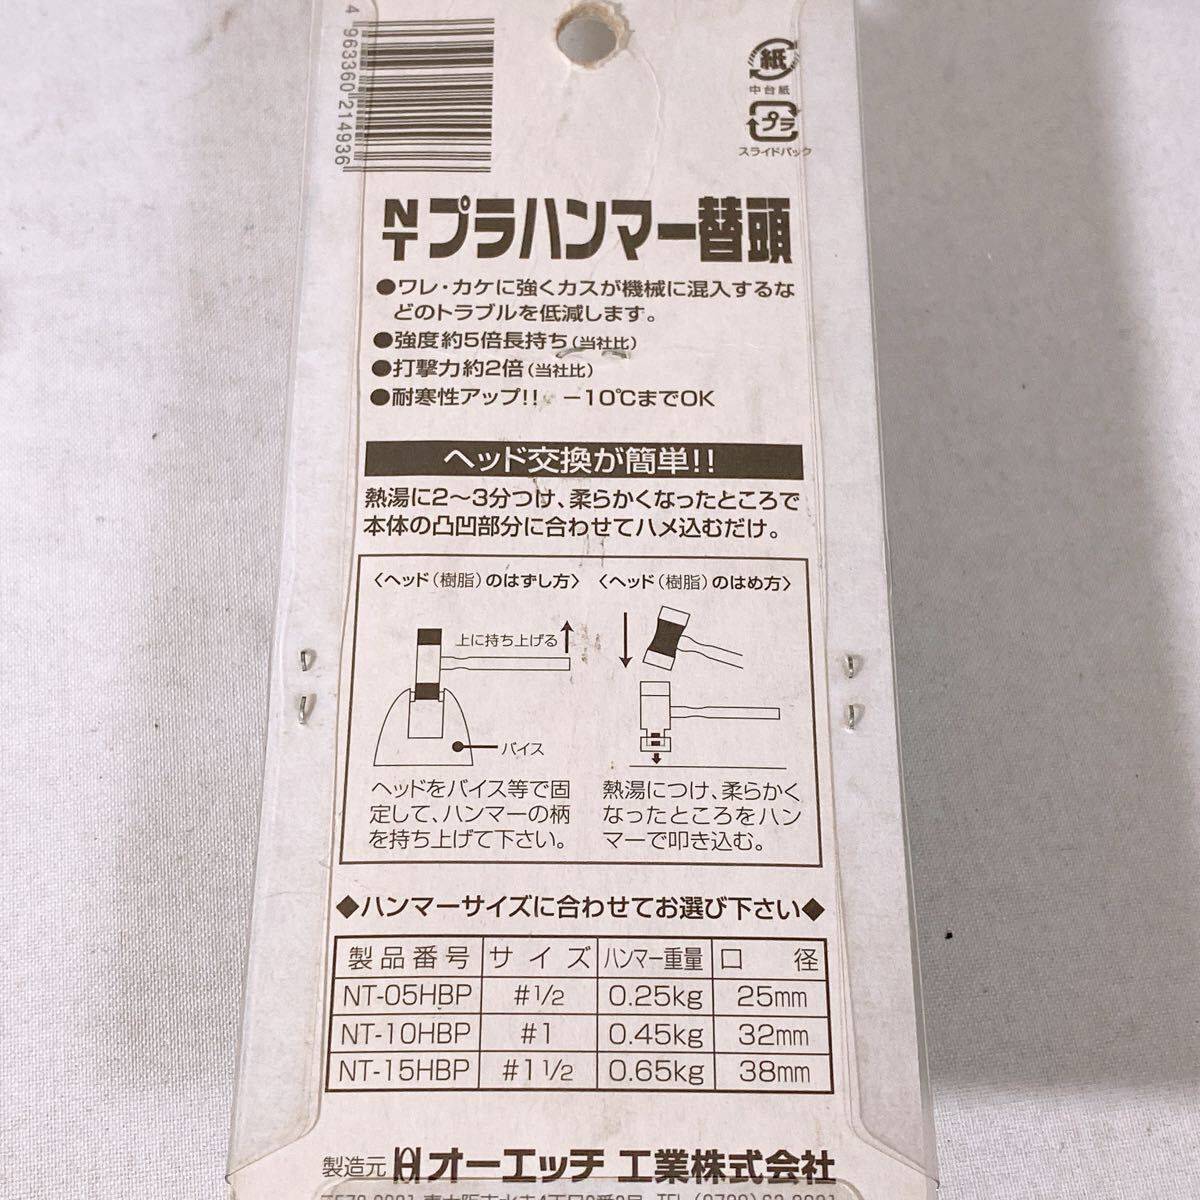 4 963360 214936
紙
中台紙
プラ
スライドパック
NTプラハンマー替頭
●ワレ・カケに強くカスが機械に混入するな
どのトラブルを低減します。
●強度約5倍長持ち(当社比)
●打撃力約2倍(当社比)
●耐寒性アップ!! −10℃までOK
ヘッド交換が簡単!!
熱湯に2〜3分つけ、柔らかくなったところで
本体の凸凹部分に合わせてハメ込むだけ。
〈ヘッド(樹脂)のはずし方〉
上に持ち上げる
バイス
ヘッドをバイス等で固
定して、ハンマーの柄
を持ち上げて下さい。
〈ヘッド(樹脂)のはめ方〉
熱湯につけ、柔らかく
なったところをハン
マーで叩き込む。
◆ハンマーサイズに合わせてお選び下さい◆
製品番号 サイズ ハンマー重量 口径
NT-05HBP #1/2 0.25kg 25mm
NT-10HBP #1 0.45kg 32mm
NT-15HBP #1 1/2 0.65kg 38mm
製造元 オーエッチ工業株式会社